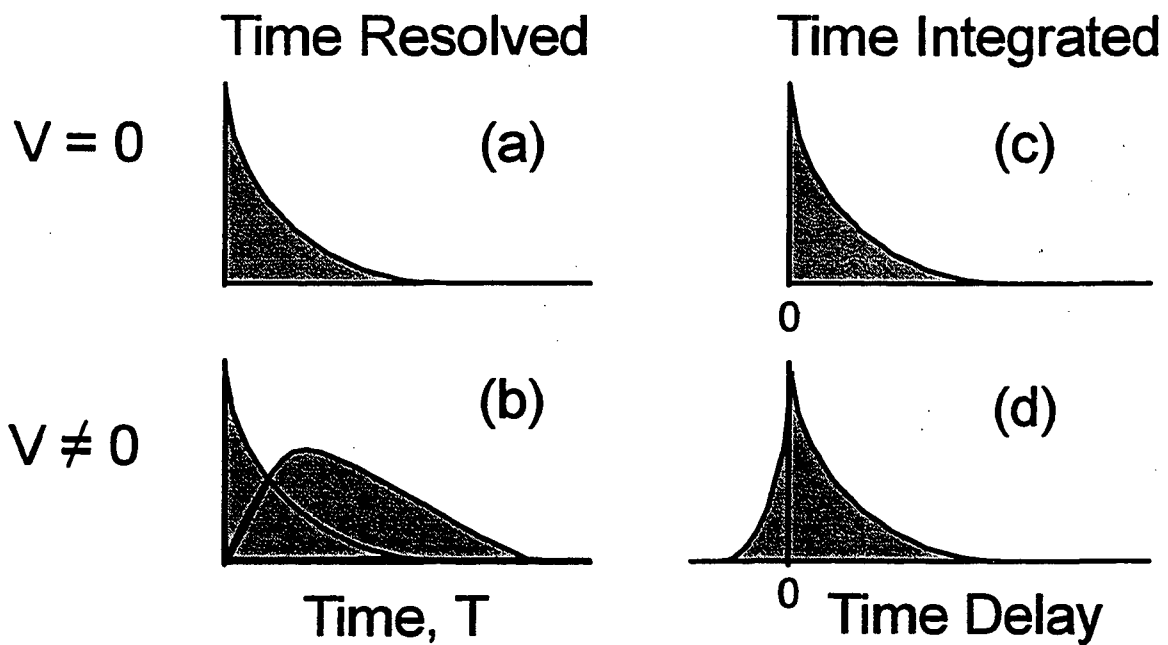 Time Resolved
Time Integrated
V = 0
(a)
(c)
0
V ≠ 0
(b)
(d)
0
Time, T
Time Delay